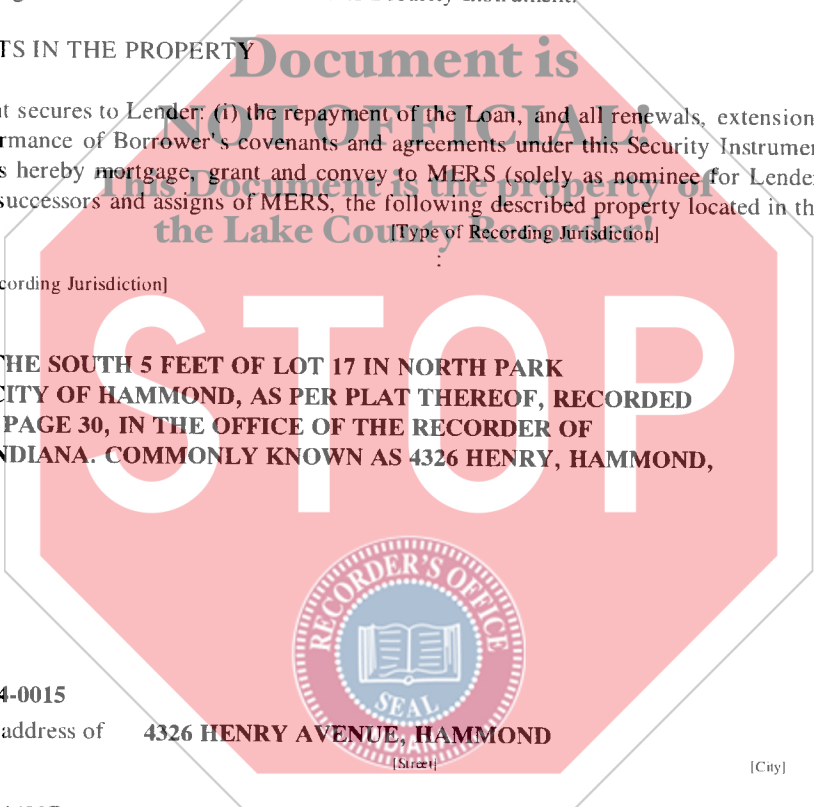 TS IN THE PROPERTY
Document is
t secures to Lender: (i) the repayment of the Loan, and all renewals, extension
NOT OFFICIAL!
rmance of Borrower's covenants and agreements under this Security Instrumen
s hereby mortgage, grant and convey to MERS (solely as nominee for Lende
This Document is the property of
successors and assigns of MERS, the following described property located in th
the Lake County Recorder!
[Type of Recording Jurisdiction]
:
cording Jurisdiction]
STOP
THE SOUTH 5 FEET OF LOT 17 IN NORTH PARK
CITY OF HAMMOND, AS PER PLAT THEREOF, RECORDED
PAGE 30, IN THE OFFICE OF THE RECORDER OF
NDIANA. COMMONLY KNOWN AS 4326 HENRY, HAMMOND,
RECORDER'S OFFICE
SEAL
INDIANA
4-0015
address of 4326 HENRY AVENUE, HAMMOND
[Street] [City]